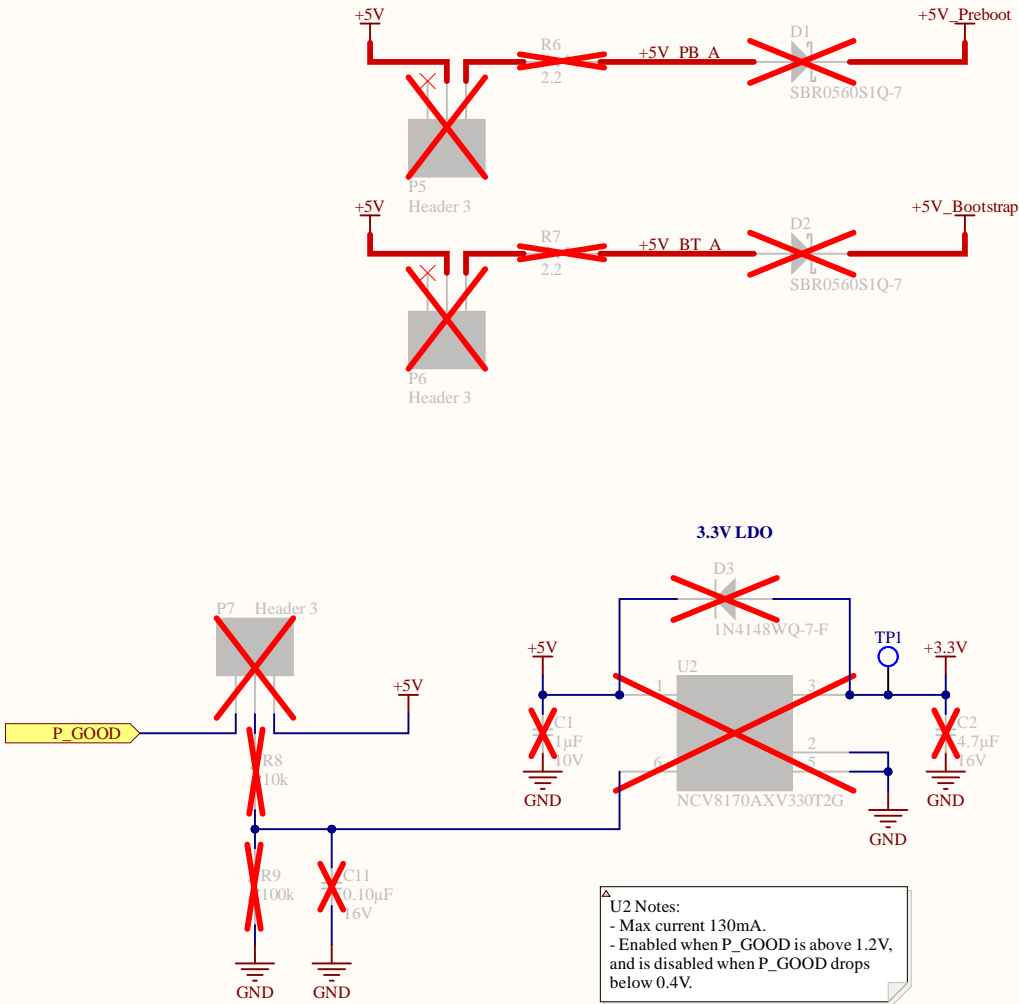 +5V
+5V_Preboot
R6
D1
+5V_PB_A
2.2
SBR0560S1Q-7
P5
Header 3
+5V
+5V_Bootstrap
R7
D2
+5V_BT_A
2.2
SBR0560S1Q-7
P6
Header 3
3.3V LDO
D3
1N4148WQ-7-F
P7 Header 3
+5V
U2
TP1
+3.3V
+5V
1
3
P_GOOD
C1
1µF
10V
C2
4.7µF
16V
2
6
5
R8
10k
GND
NCV8170AXV330T2G
GND
GND
R9
100k
C11
0.10µF
16V
GND
GND
U2 Notes:
- Max current 130mA.
- Enabled when P_GOOD is above 1.2V,
and is disabled when P_GOOD drops
below 0.4V.